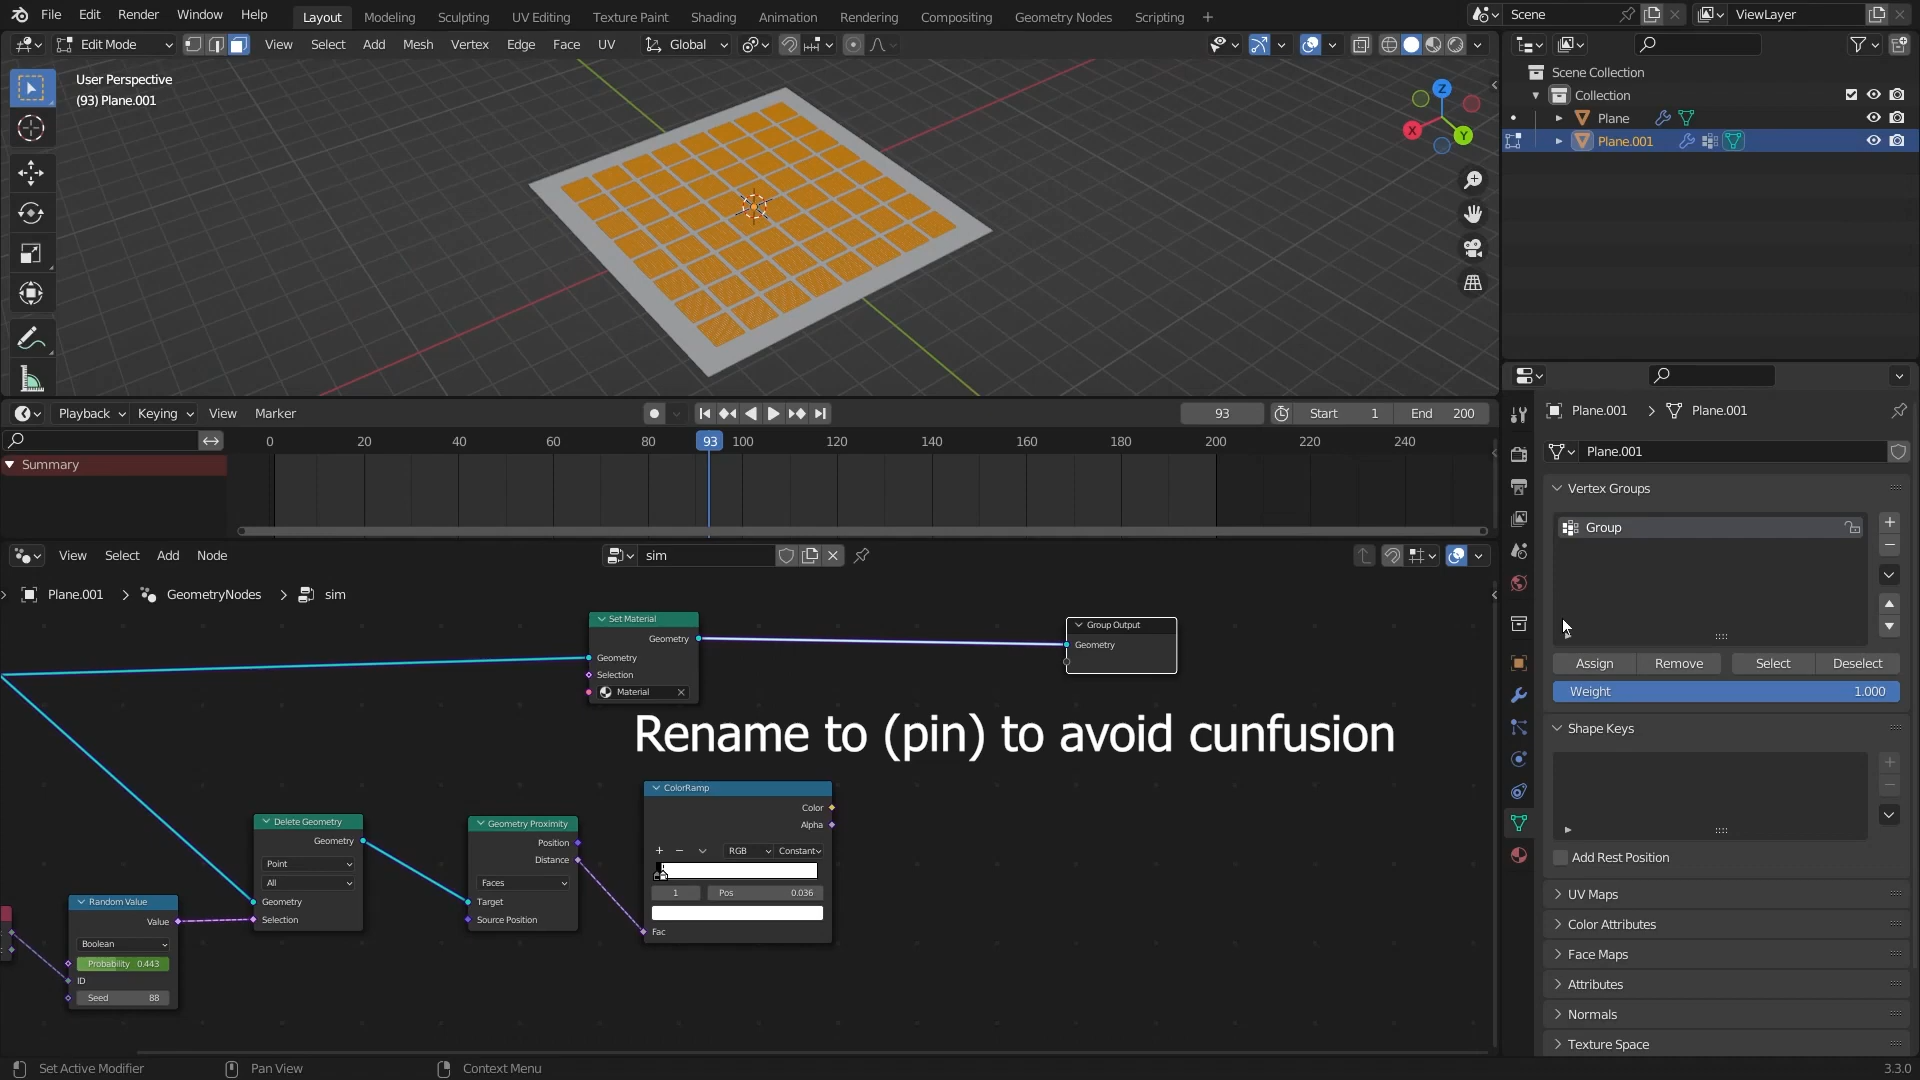 File Edit Render Window Help Layout Modeling Sculpting UV Editing Texture Paint Shading Animation Rendering Compositing Geometry Nodes Scripting + Scene ViewLayer
Edit Mode View Select Add Mesh Vertex Edge Face UV Global
User Perspective
(93) Plane.001
Z
X
Y
Scene Collection
Collection
Plane
Plane.001
Playback Keying View Marker 93 Start 1 End 200
0 20 40 60 80 93 100 120 140 160 180 200 220 240
Summary
View Select Add Node sim
Plane.001 > GeometryNodes > sim
Set Material
Geometry
Geometry
Selection
Material
Group Output
Geometry
Rename to (pin) to avoid cunfusion
Delete Geometry
Geometry
Point
All
Geometry
Selection
Geometry Proximity
Position
Distance
Faces
Target
Source Position
ColorRamp
Color
Alpha
RGB Constant
1 Pos 0.036
Fac
Random Value
Value
Boolean
Probability 0.443
ID
Seed 88
Plane.001 > Plane.001
Plane.001
Vertex Groups
Group
Assign Remove Select Deselect
Weight 1.000
Shape Keys
Add Rest Position
UV Maps
Color Attributes
Face Maps
Attributes
Normals
Texture Space
Set Active Modifier Pan View Context Menu 3.3.0